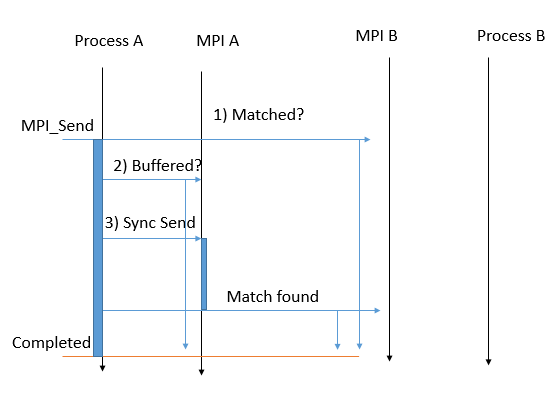 Process A
MPI A
MPI B
Process B
1) Matched?
MPI_Send
2) Buffered?
3) Sync Send
Match found
Completed